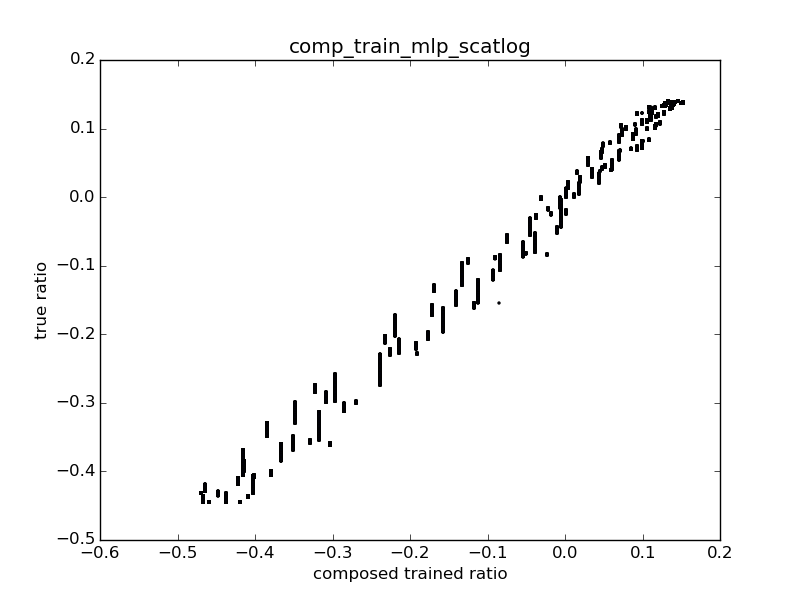 comp_train_mlp_scatlog
0.2
0.1
0.0
−0.1
−0.2
−0.3
−0.4
−0.5
true ratio
−0.6 −0.5 −0.4 −0.3 −0.2 −0.1 0.0 0.1 0.2
composed trained ratio